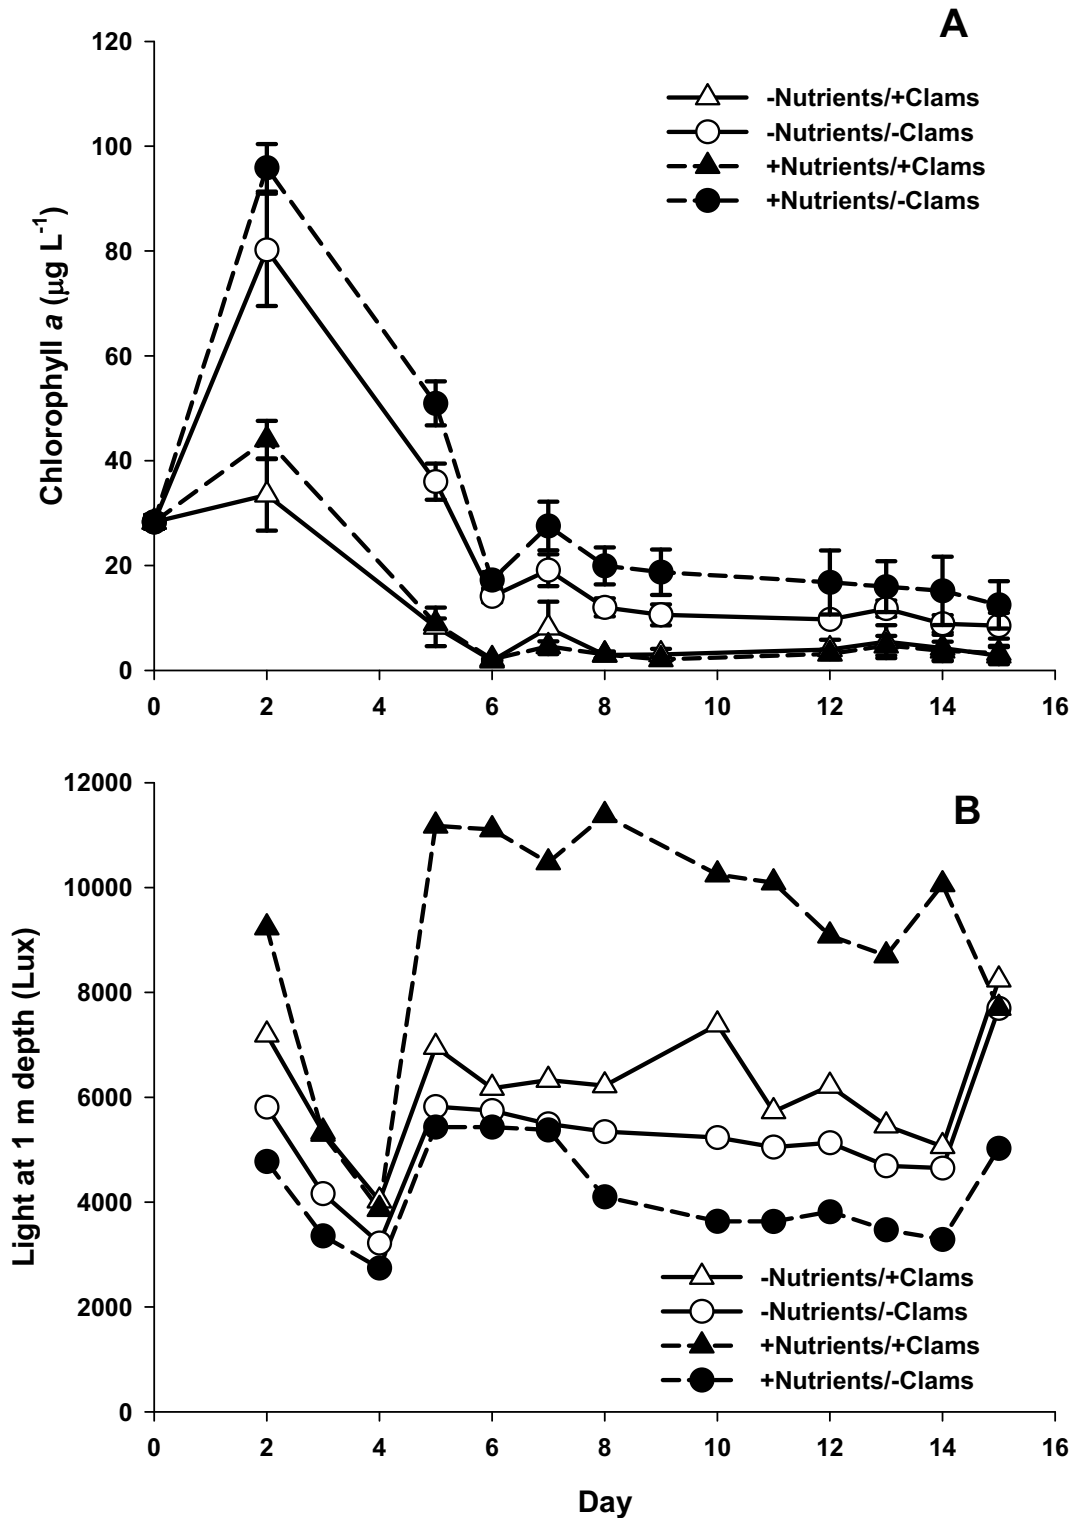 A
120
100
80
60
40
20
0
Chlorophyll a (μg L⁻¹)
-Nutrients/+Clams
-Nutrients/-Clams
+Nutrients/+Clams
+Nutrients/-Clams
0 2 4 6 8 10 12 14 16
B
12000
10000
8000
6000
4000
2000
0
Light at 1 m depth (Lux)
-Nutrients/+Clams
-Nutrients/-Clams
+Nutrients/+Clams
+Nutrients/-Clams
0 2 4 6 8 10 12 14 16
Day